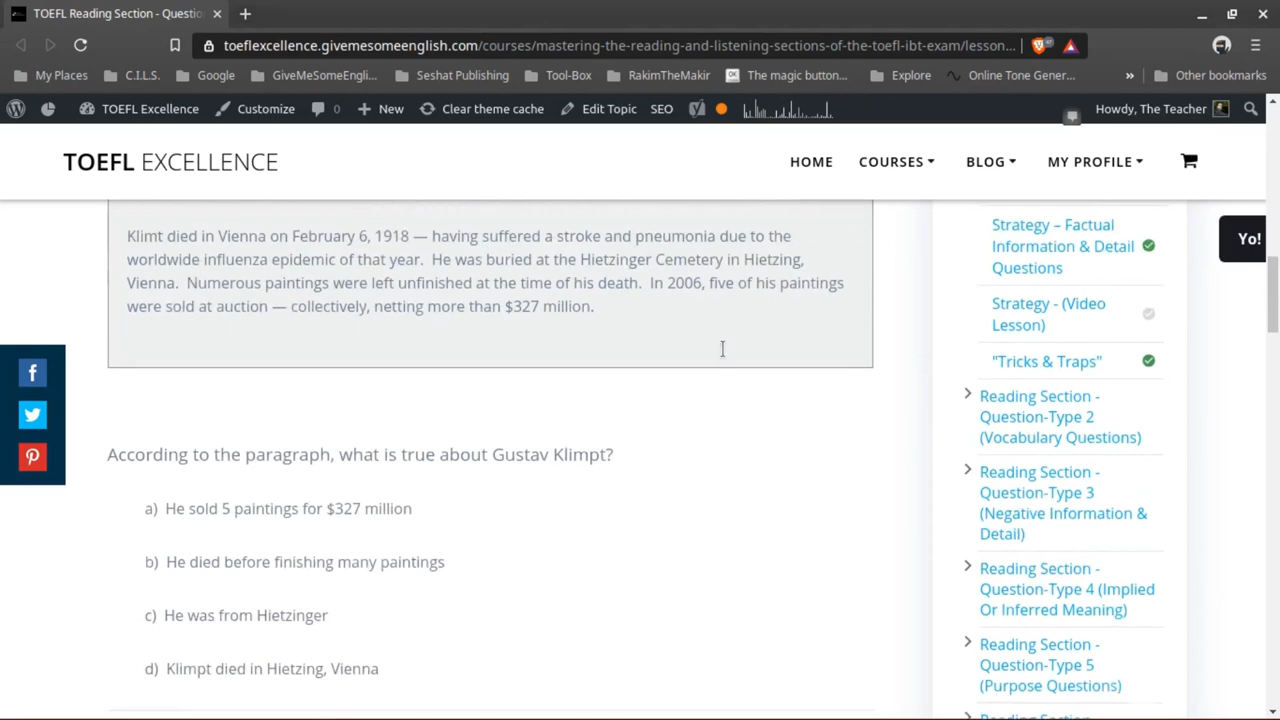 TOEFL Reading Section - Questio
toeflexcellence.givemesomeenglish.com/courses/mastering-the-reading-and-listening-sections-of-the-toefl-ibt-exam/lesson...
My Places C.I.L.S. Google GiveMeSomeEngli... Seshat Publishing Tool-Box RakimTheMakir OK The magic button... Explore Online Tone Gener... » Other bookmarks
TOEFL Excellence Customize 0 New Clear theme cache Edit Topic SEO Howdy, The Teacher
TOEFL EXCELLENCE
HOME COURSES BLOG MY PROFILE
Klimt died in Vienna on February 6, 1918 — having suffered a stroke and pneumonia due to the
worldwide influenza epidemic of that year. He was buried at the Hietzinger Cemetery in Hietzing,
Vienna. Numerous paintings were left unfinished at the time of his death. In 2006, five of his paintings
were sold at auction — collectively, netting more than $327 million.
According to the paragraph, what is true about Gustav Klimpt?
a) He sold 5 paintings for $327 million
b) He died before finishing many paintings
c) He was from Hietzinger
d) Klimpt died in Hietzing, Vienna
Strategy – Factual
Information & Detail
Questions
Strategy - (Video
Lesson)
"Tricks & Traps"
Reading Section -
Question-Type 2
(Vocabulary Questions)
Reading Section -
Question-Type 3
(Negative Information &
Detail)
Reading Section -
Question-Type 4 (Implied
Or Inferred Meaning)
Reading Section -
Question-Type 5
(Purpose Questions)
Yo!